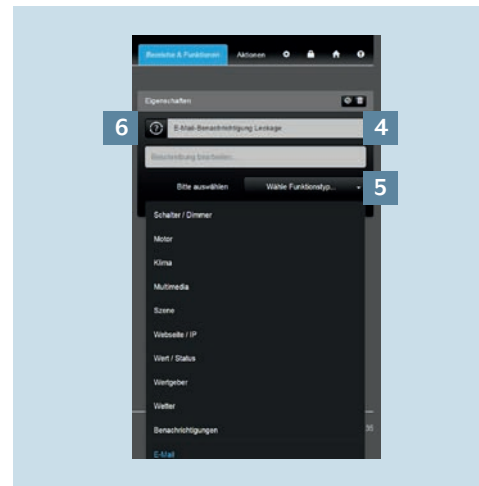 Bereiche & Funktionen Aktionen
Eigenschaften
6 E-Mail-Benachrichtigung Leckage 4
Beschreibung bearbeiten...
Bitte auswählen Wähle Funktionstyp... 5
Schalter / Dimmer
Motor
Klima
Multimedia
Szene
Webseite / IP
Wert / Status
Wertgeber
Wetter
Benachrichtigungen
E-Mail